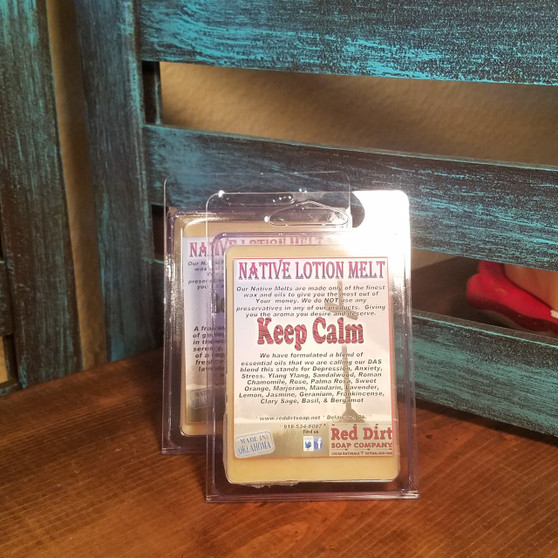 NATIVE LOTION MELT
Our Native Melts are made only of the finest
wax and oils to give you the most out of
Your money. We do NOT use any
preservatives in any of our products. Giving
you the aroma you desire and deserve.
Keep Calm
We have formulated a blend of
essential oils that we are calling our DAS
blend this stands for Depression, Anxiety,
Stress. Ylang Ylang, Sandalwood, Roman
Chamomile, Rose, Palma Rosa, Sweet
Orange, Marjoram, Mandarin, Lavender,
Lemon, Jasmine, Geranium, Frankincense,
Clary Sage, Basil, & Bergamot
www.reddirtsoap.net
Find us
MADE IN
OKLAHOMA
Red Dirt
SOAP COMPANY
NATIVE LOTION MELT